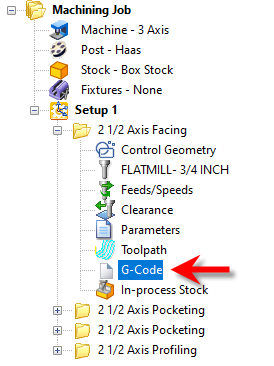 Machining Job
Machine - 3 Axis
Post - Haas
Stock - Box Stock
Fixtures - None
Setup 1
2 1/2 Axis Facing
Control Geometry
FLATMILL- 3/4 INCH
Feeds/Speeds
Clearance
Parameters
Toolpath
G-Code
In-process Stock
2 1/2 Axis Pocketing
2 1/2 Axis Pocketing
2 1/2 Axis Profiling